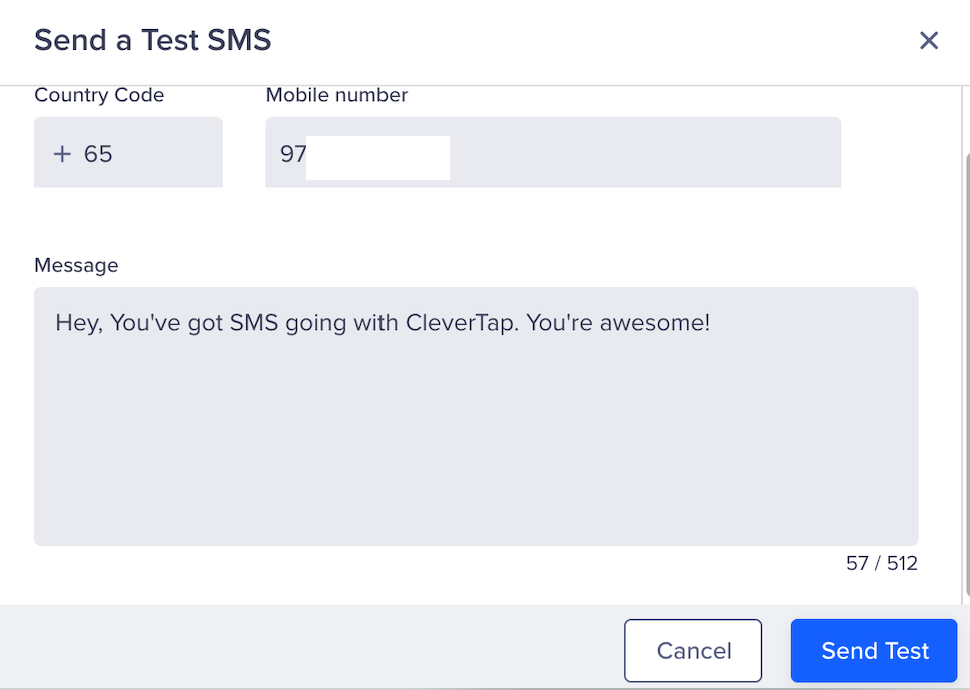 Send a Test SMS
Country Code
Mobile number
+ 65
97
Message
Hey, You've got SMS going with CleverTap. You're awesome!
57 / 512
Cancel
Send Test